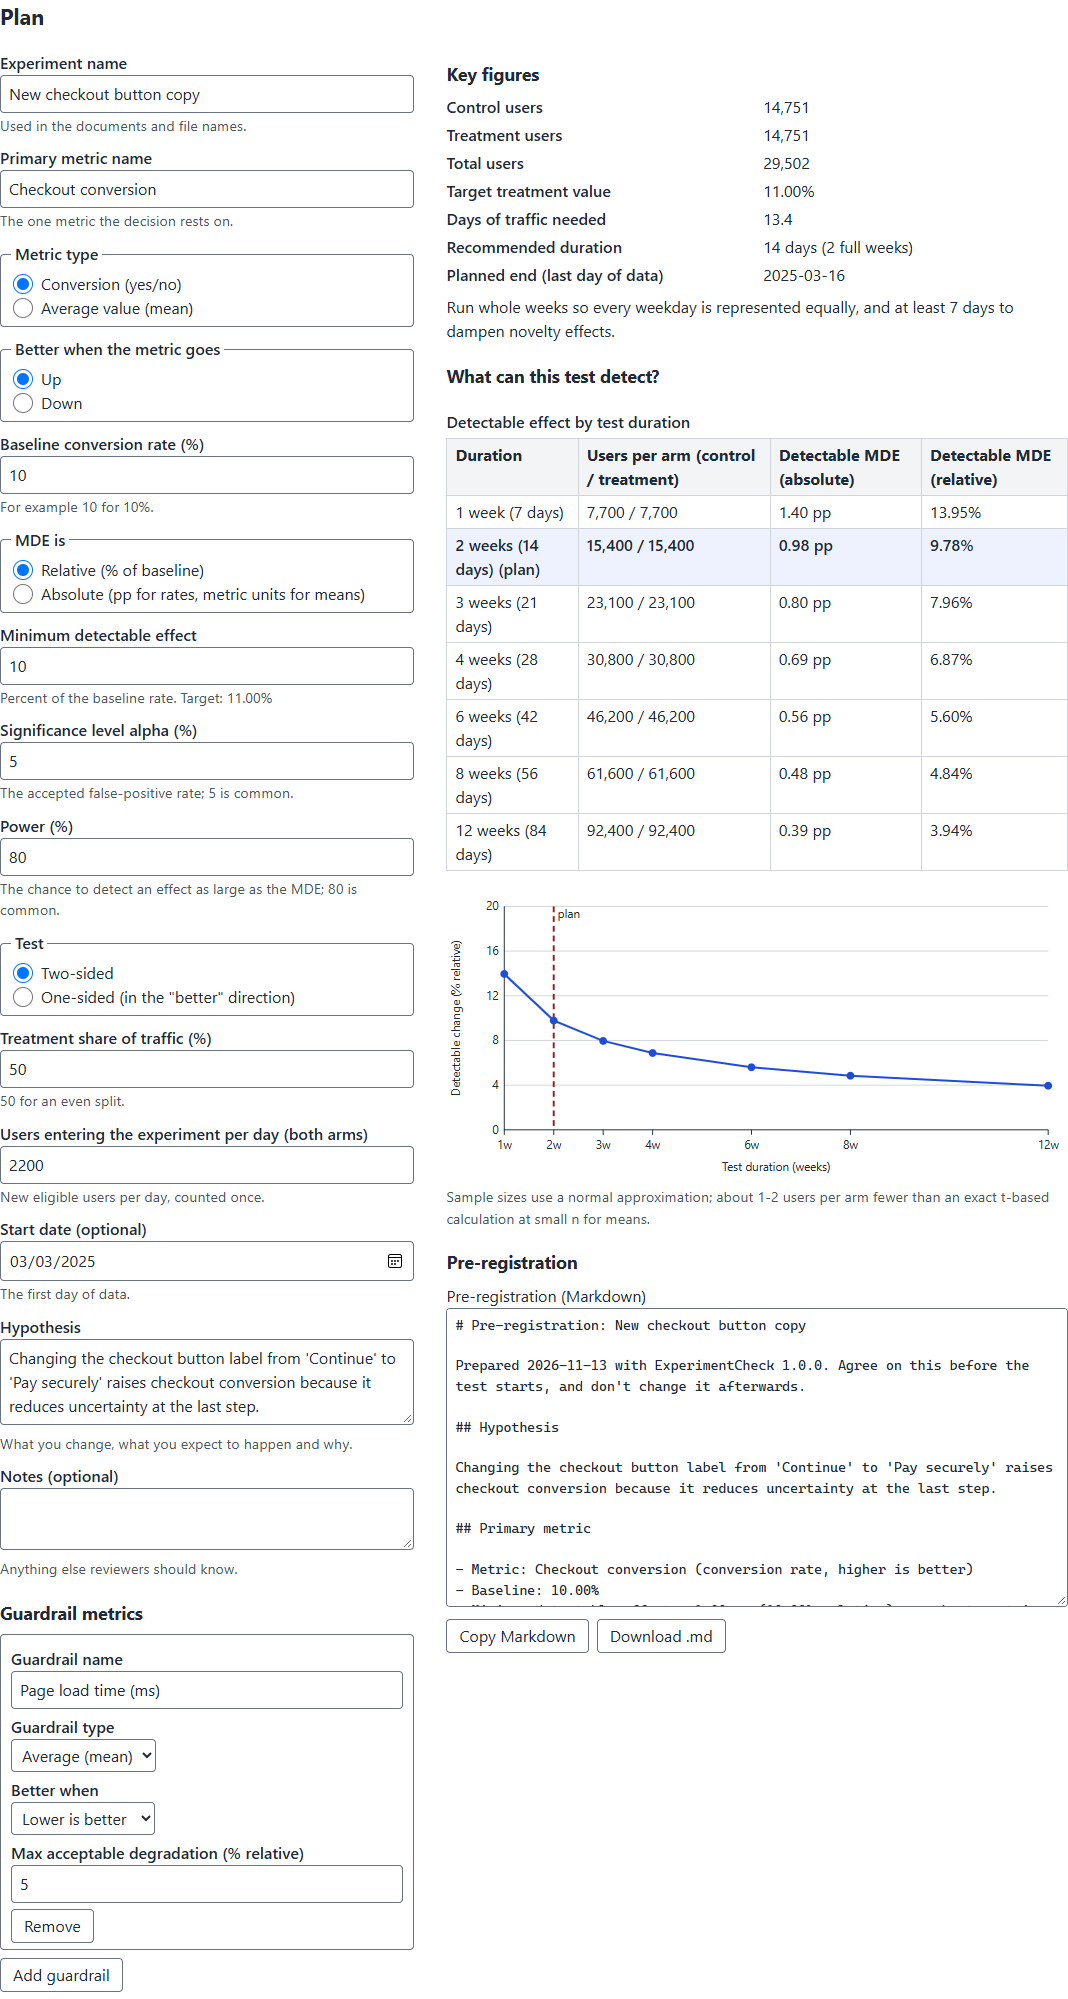 Plan
Experiment name
New checkout button copy
Used in the documents and file names.
Primary metric name
Checkout conversion
The one metric the decision rests on.
Metric type
Conversion (yes/no)
Average value (mean)
Better when the metric goes
Up
Down
Baseline conversion rate (%)
10
For example 10 for 10%.
MDE is
Relative (% of baseline)
Absolute (pp for rates, metric units for means)
Minimum detectable effect
10
Percent of the baseline rate. Target: 11.00%
Significance level alpha (%)
5
The accepted false-positive rate; 5 is common.
Power (%)
80
The chance to detect an effect as large as the MDE; 80 is
common.
Test
Two-sided
One-sided (in the "better" direction)
Treatment share of traffic (%)
50
50 for an even split.
Users entering the experiment per day (both arms)
2200
New eligible users per day, counted once.
Start date (optional)
03/03/2025
The first day of data.
Hypothesis
Changing the checkout button label from 'Continue' to
'Pay securely' raises checkout conversion because it
reduces uncertainty at the last step.
What you change, what you expect to happen and why.
Notes (optional)
Anything else reviewers should know.
Guardrail metrics
Guardrail name
Page load time (ms)
Guardrail type
Average (mean)
Better when
Lower is better
Max acceptable degradation (% relative)
5
Remove
Add guardrail
Key figures
Control users 14,751
Treatment users 14,751
Total users 29,502
Target treatment value 11.00%
Days of traffic needed 13.4
Recommended duration 14 days (2 full weeks)
Planned end (last day of data) 2025-03-16
Run whole weeks so every weekday is represented equally, and at least 7 days to
dampen novelty effects.
What can this test detect?
Detectable effect by test duration
Duration Users per arm (control / treatment) Detectable MDE (absolute) Detectable MDE (relative)
1 week (7 days) 7,700 / 7,700 1.40 pp 13.95%
2 weeks (14 days) (plan) 15,400 / 15,400 0.98 pp 9.78%
3 weeks (21 days) 23,100 / 23,100 0.80 pp 7.96%
4 weeks (28 days) 30,800 / 30,800 0.69 pp 6.87%
6 weeks (42 days) 46,200 / 46,200 0.56 pp 5.60%
8 weeks (56 days) 61,600 / 61,600 0.48 pp 4.84%
12 weeks (84 days) 92,400 / 92,400 0.39 pp 3.94%
Detectable change (% relative)
20
16
12
8
4
0
plan
1w 2w 3w 4w 6w 8w 12w
Test duration (weeks)
Sample sizes use a normal approximation; about 1-2 users per arm fewer than an exact t-based
calculation at small n for means.
Pre-registration
Pre-registration (Markdown)
# Pre-registration: New checkout button copy
Prepared 2026-11-13 with ExperimentCheck 1.0.0. Agree on this before the
test starts, and don't change it afterwards.
## Hypothesis
Changing the checkout button label from 'Continue' to 'Pay securely' raises
checkout conversion because it reduces uncertainty at the last step.
## Primary metric
- Metric: Checkout conversion (conversion rate, higher is better)
- Baseline: 10.00%
Copy Markdown
Download .md